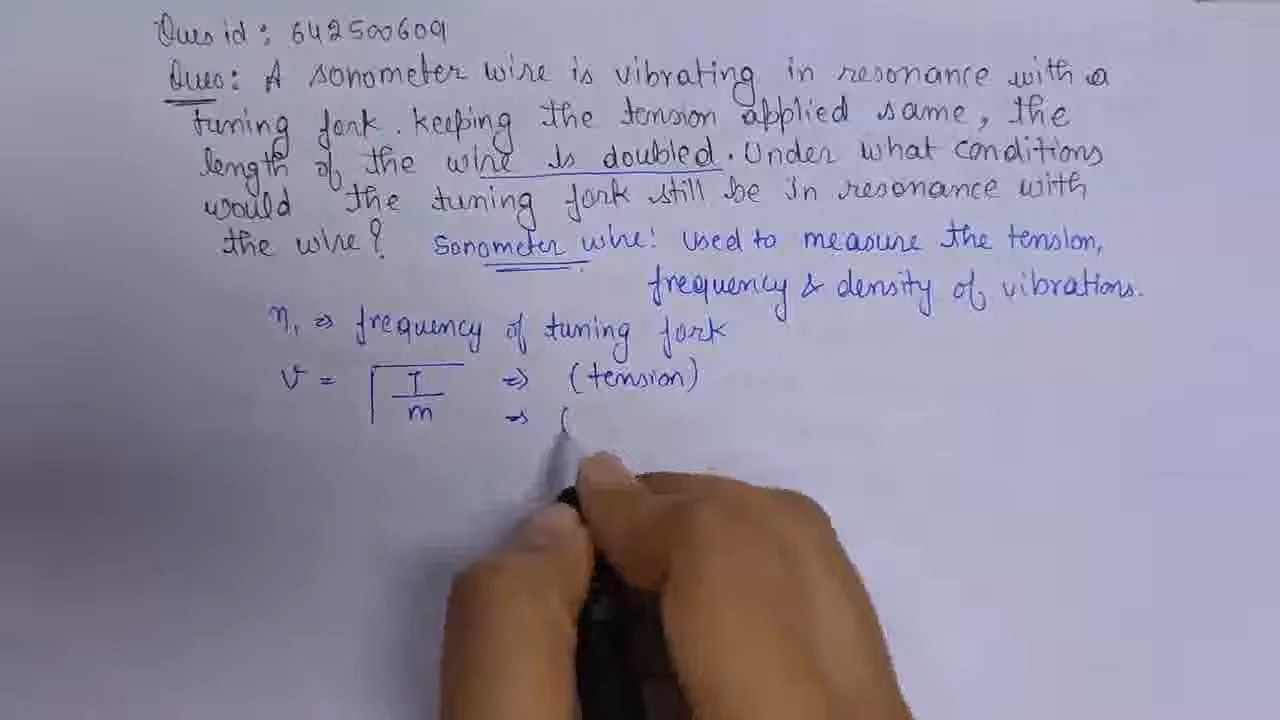 Ques id: 642500609
Ques: A sonometer wire is vibrating in resonance with a
tuning fork. keeping the tension applied same, the
length of the wire is doubled. Under what conditions
would the tuning fork still be in resonance with
the wire? Sonometer wire: used to measure the tension,
frequency & density of vibrations.
η₁ ⇒ frequency of tuning fork
v = √(T/m) ⇒ (tension)
⇒ (